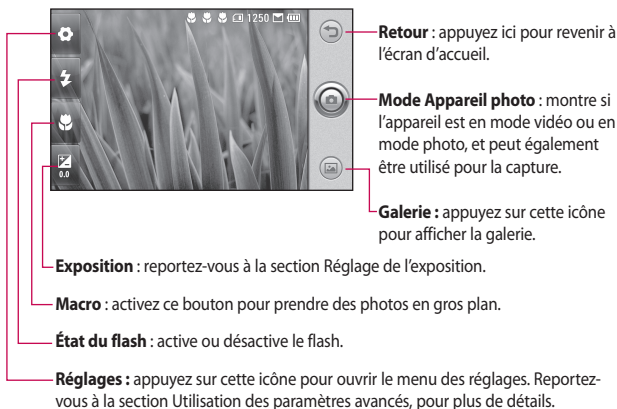 1250
0.0
Retour : appuyez ici pour revenir à
l'écran d'accueil.
Mode Appareil photo : montre si
l'appareil est en mode vidéo ou en
mode photo, et peut également
être utilisé pour la capture.
Galerie : appuyez sur cette icône
pour afficher la galerie.
Exposition : reportez-vous à la section Réglage de l'exposition.
Macro : activez ce bouton pour prendre des photos en gros plan.
État du flash : active ou désactive le flash.
Réglages : appuyez sur cette icône pour ouvrir le menu des réglages. Reportez-
vous à la section Utilisation des paramètres avancés, pour plus de détails.